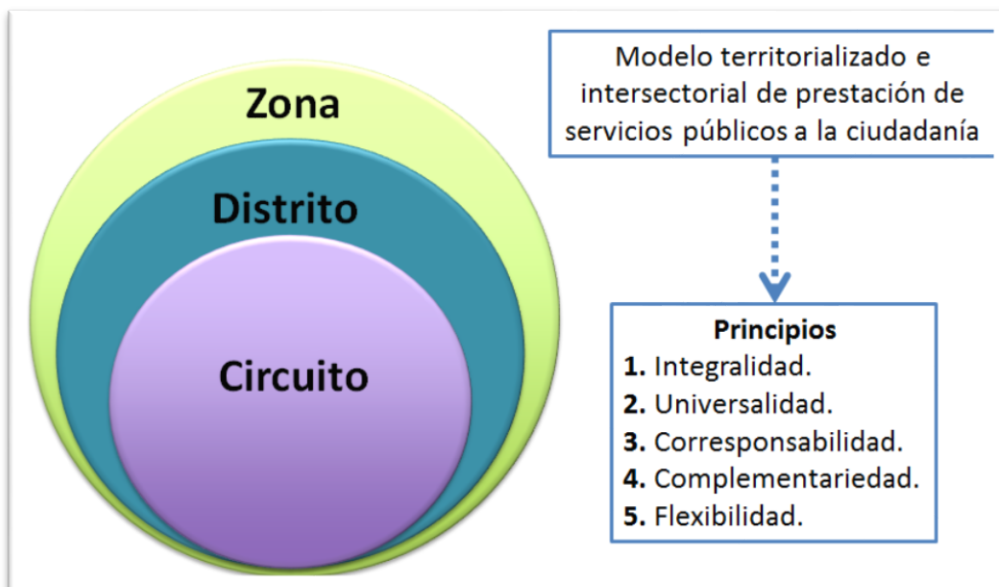 Zona
Distrito
Circuito
Modelo territorializado e
intersectorial de prestación de
servicios públicos a la ciudadanía
Principios
1. Integralidad.
2. Universalidad.
3. Corresponsabilidad.
4. Complementariedad.
5. Flexibilidad.